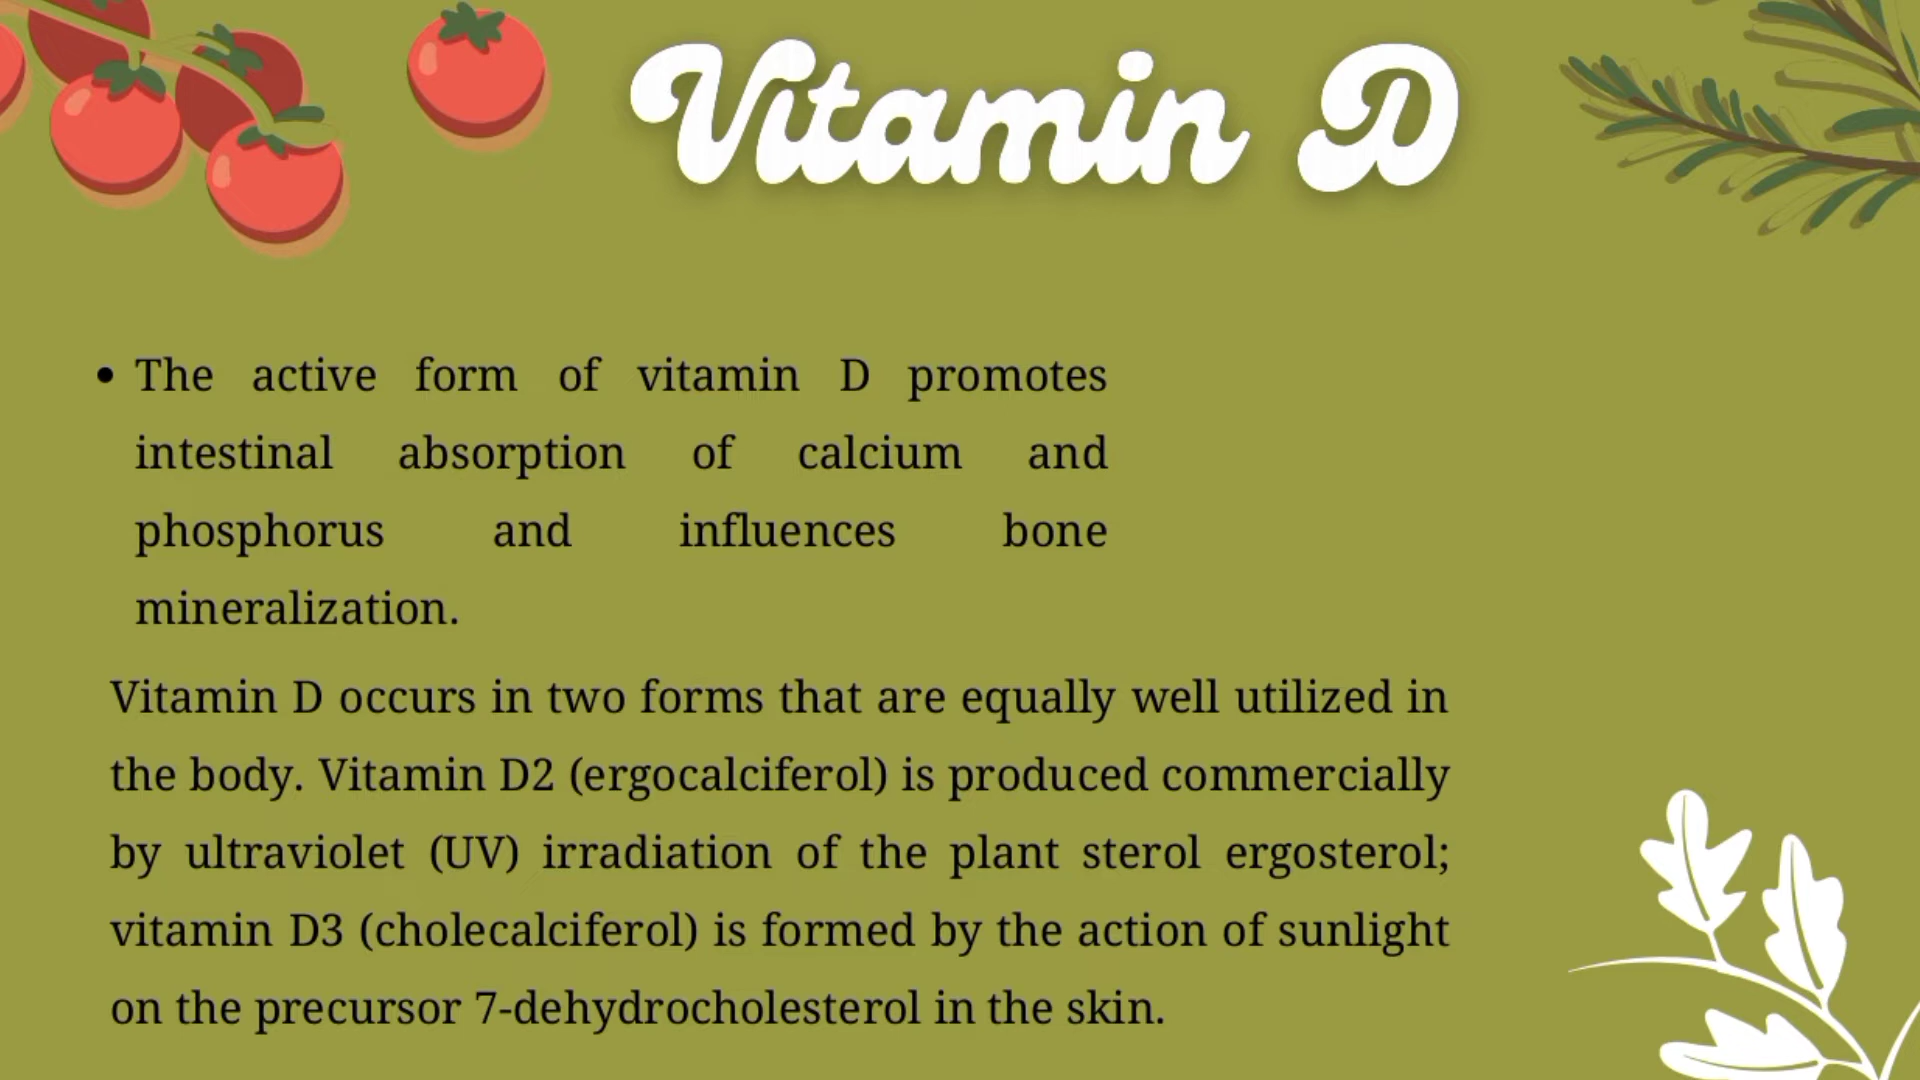 Vitamin D
• The active form of vitamin D promotes
intestinal absorption of calcium and
phosphorus and influences bone
mineralization.
Vitamin D occurs in two forms that are equally well utilized in
the body. Vitamin D2 (ergocalciferol) is produced commercially
by ultraviolet (UV) irradiation of the plant sterol ergosterol;
vitamin D3 (cholecalciferol) is formed by the action of sunlight
on the precursor 7-dehydrocholesterol in the skin.